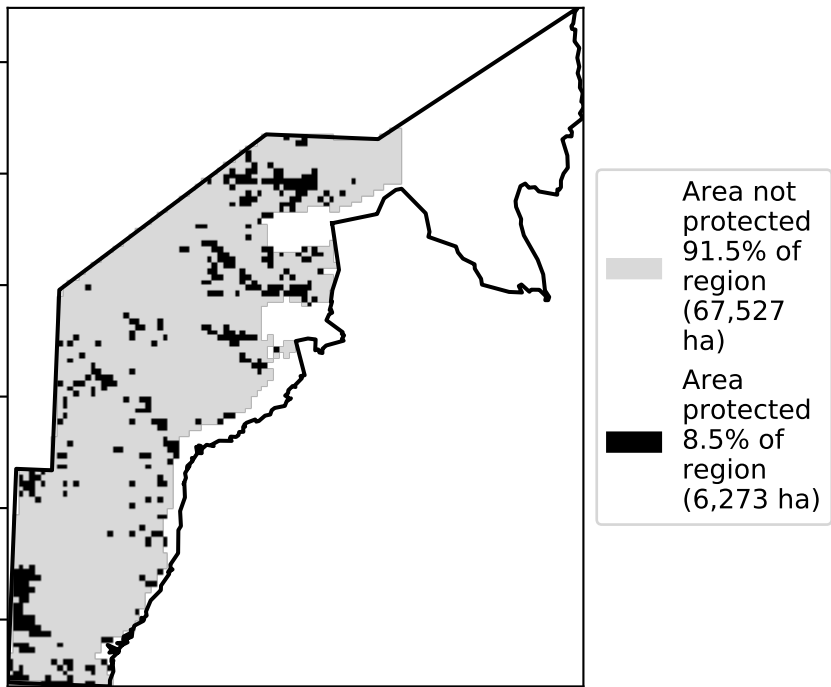 Area not
protected
91.5% of
region
(67,527
ha)
Area
protected
8.5% of
region
(6,273 ha)